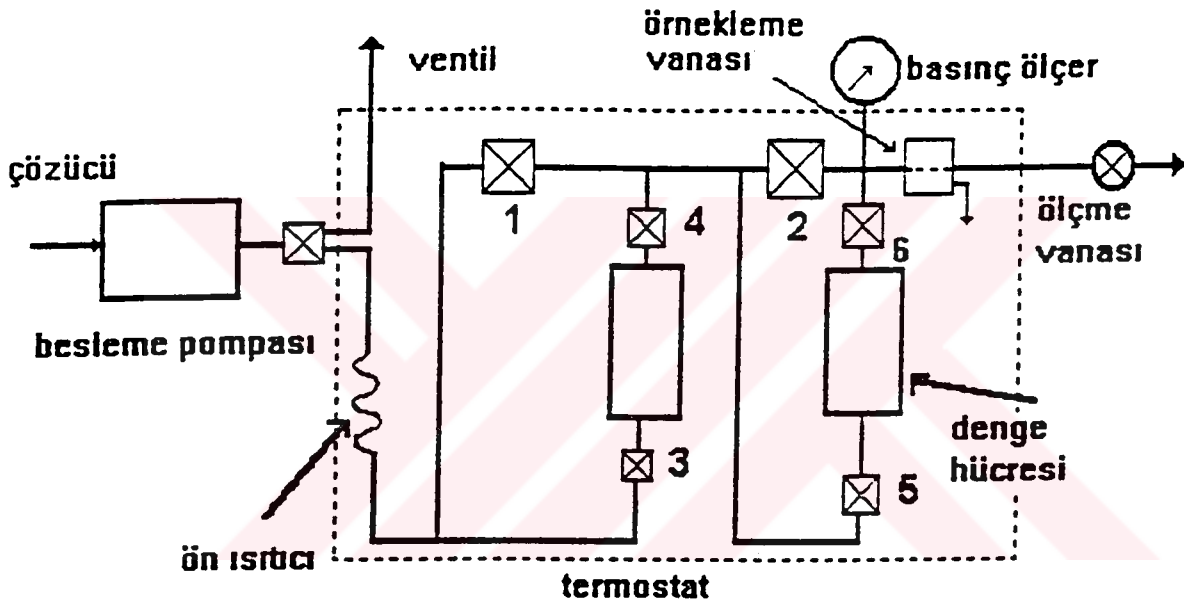 ventil
örnekleme
vanası
basınç ölçer
çözücü
1
4
2
6
ölçme
vanası
besleme pompası
3
5
denge
hücresi
ön ısıtıcı
termostat